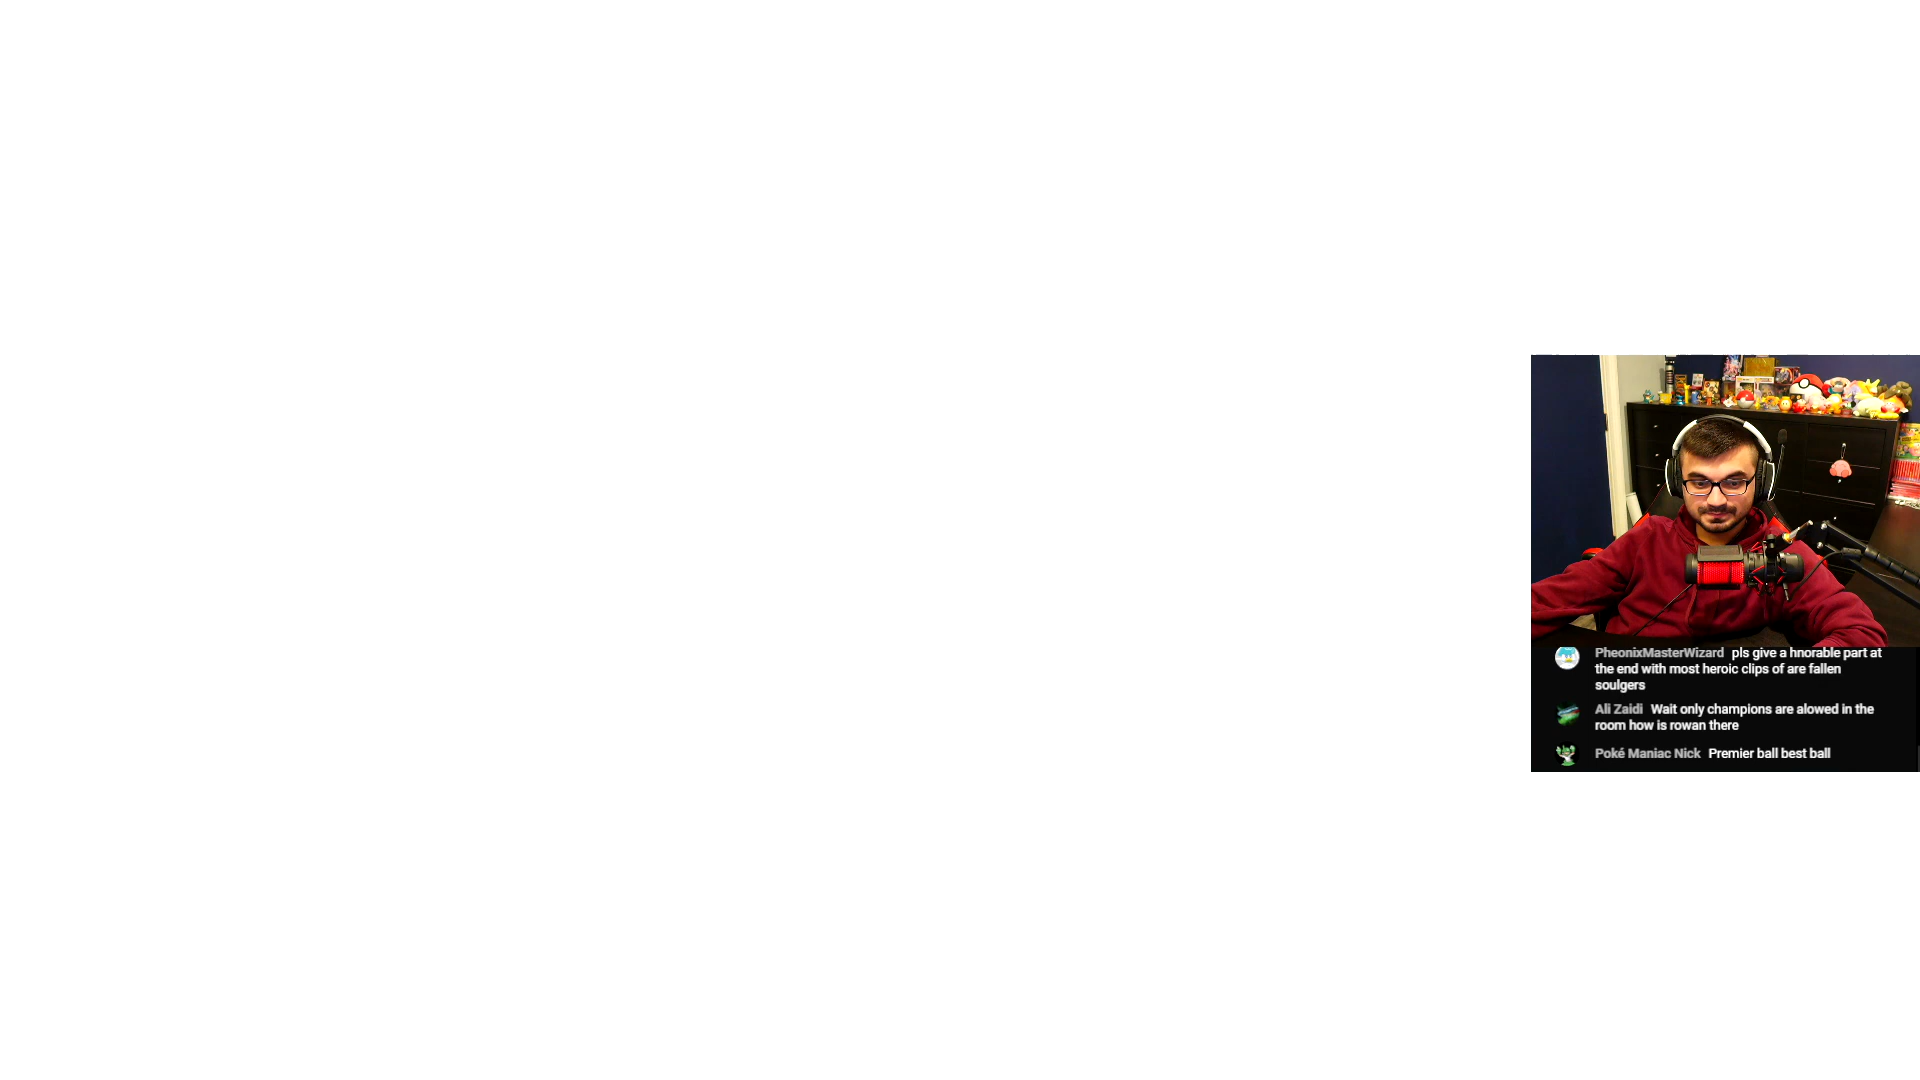 PheonixMasterWizard pls give a hnorable part at
the end with most heroic clips of are fallen
soulgers
Ali Zaidi Wait only champions are alowed in the
room how is rowan there
Poké Maniac Nick Premier ball best ball